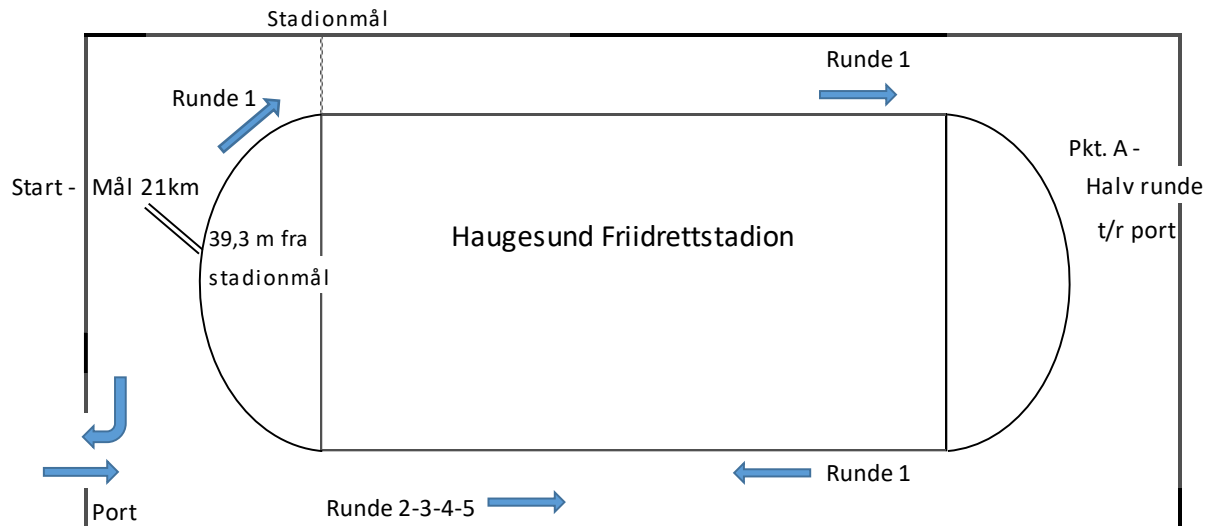 Stadionmål
Runde 1
Runde 1
Pkt. A -
Halv runde
t/r port
Start - Mål 21km
39,3 m fra
stadionmål
Haugesund Friidrettstadion
Runde 1
Runde 2-3-4-5
Port